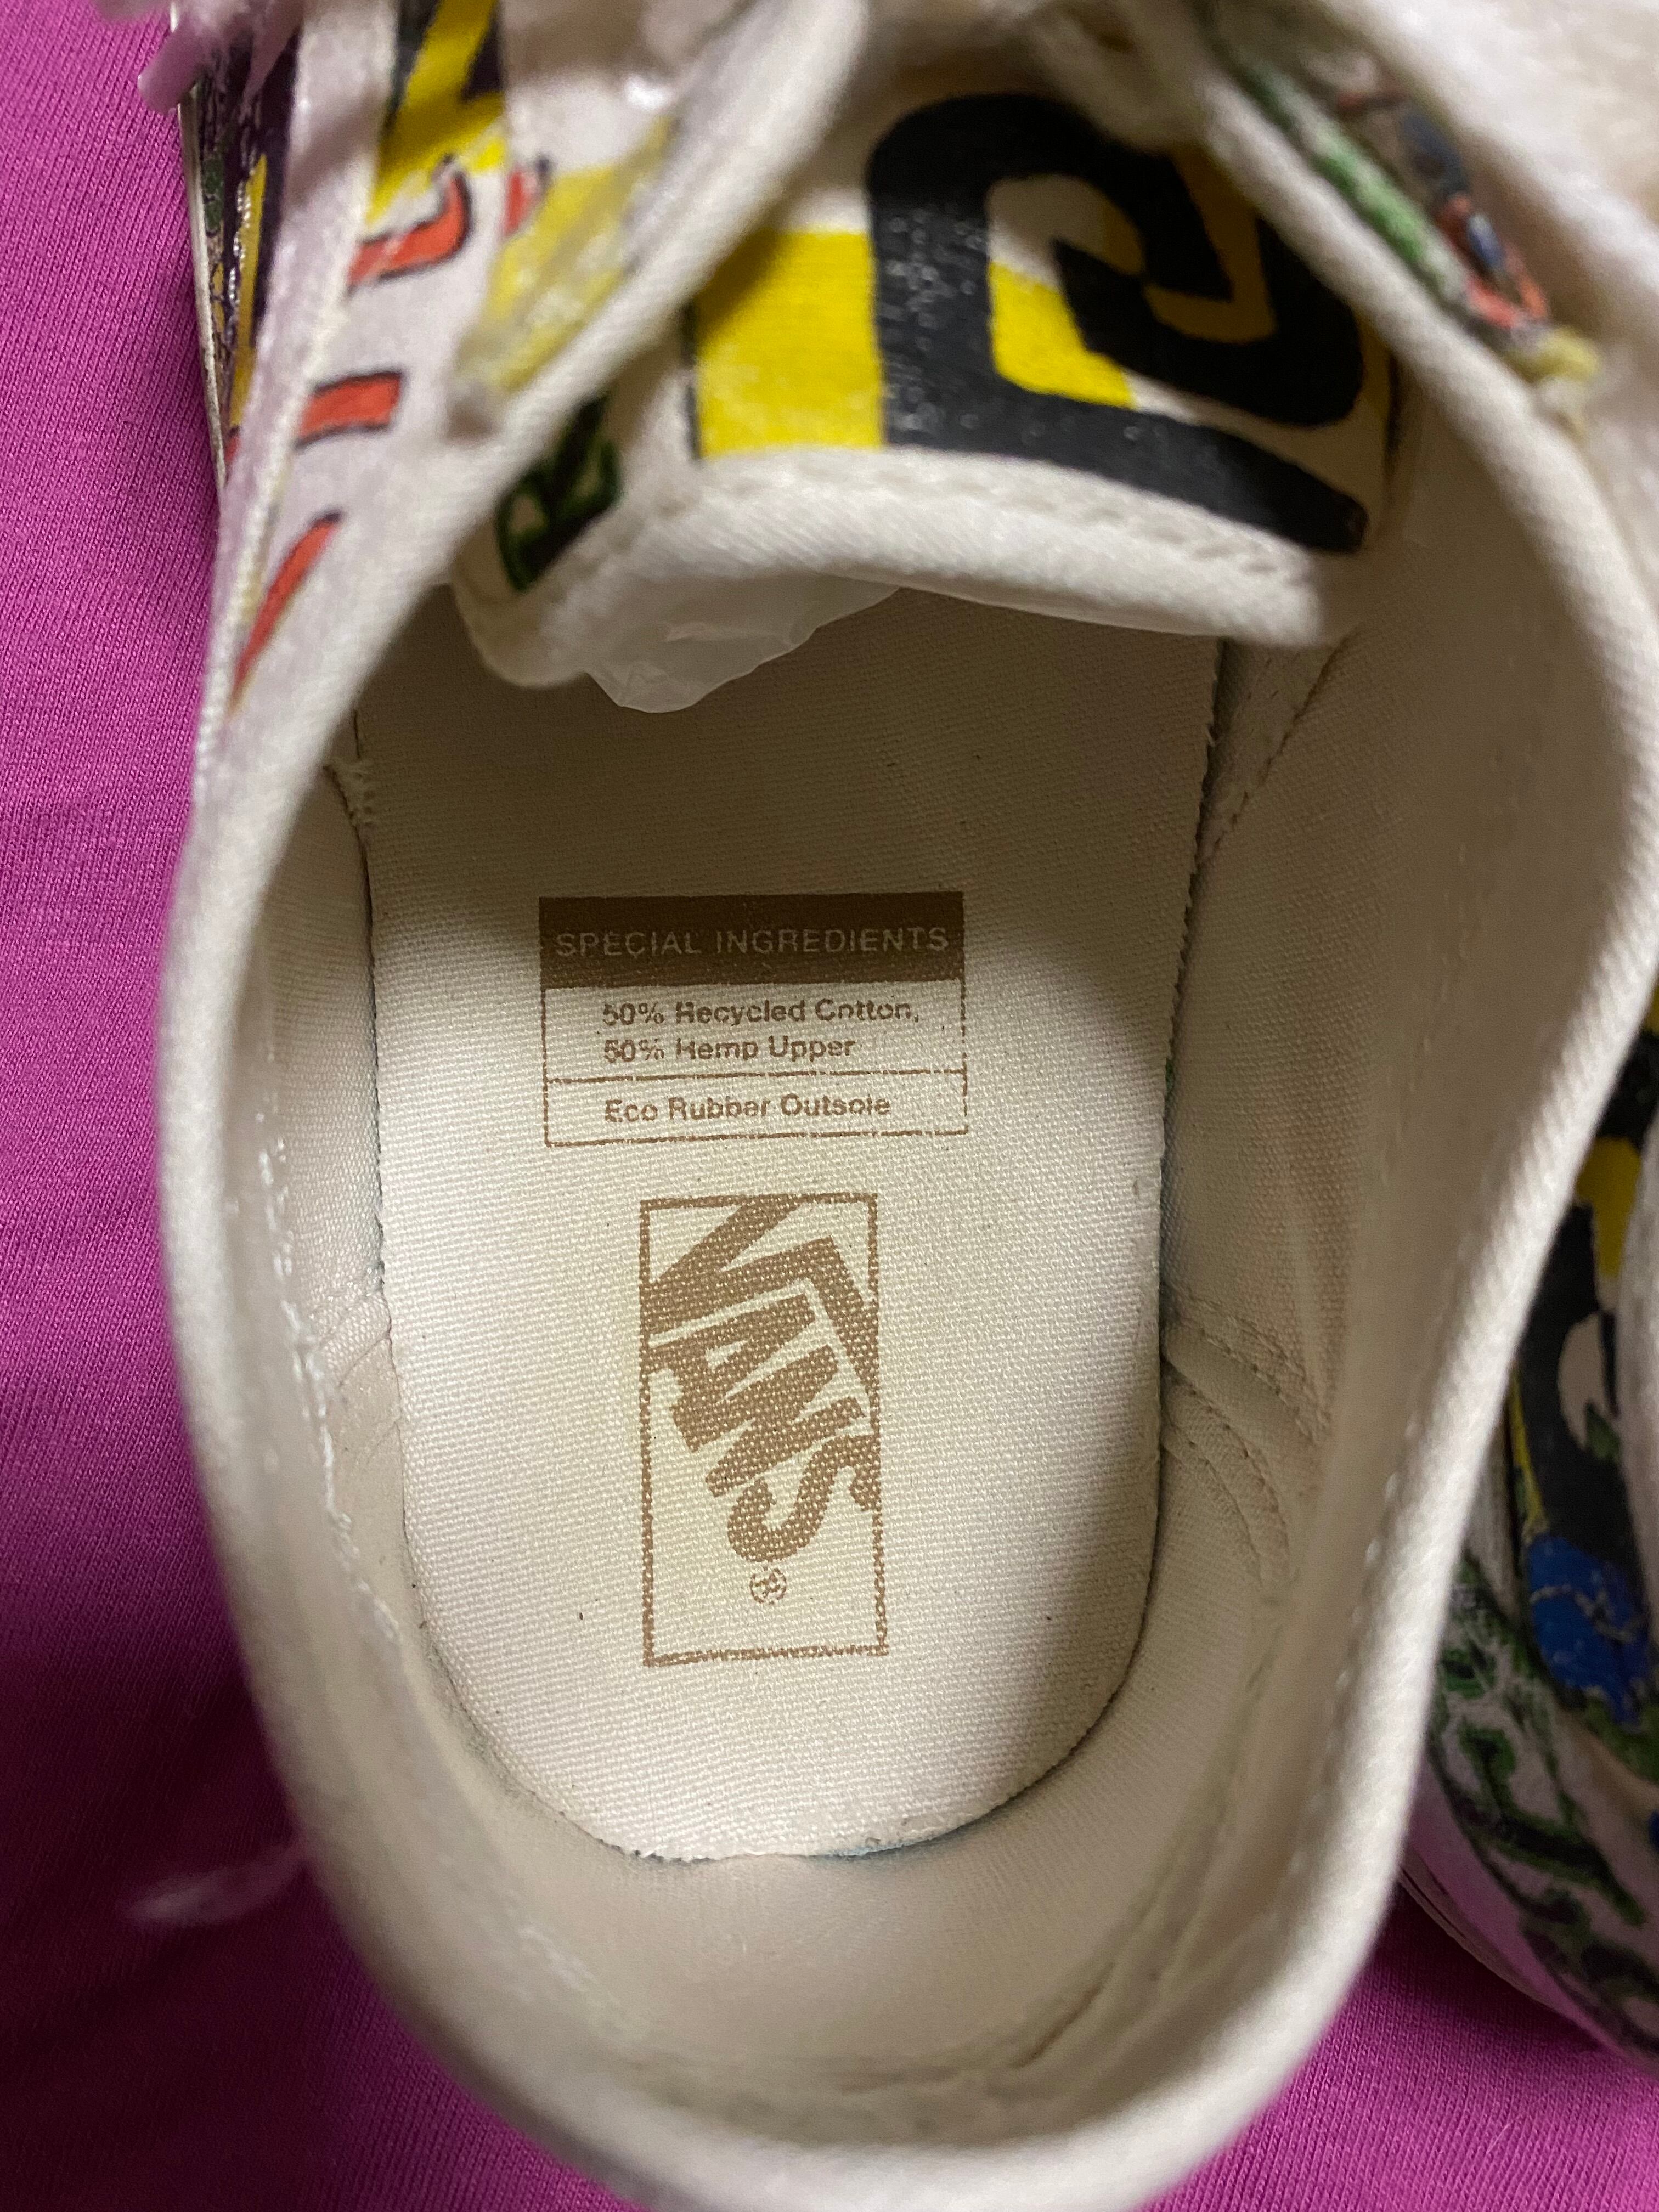 SPECIAL INGREDIENTS
50% Recycled Cotton,
50% Hemp Upper
Eco Rubber Outsole
VANS
®